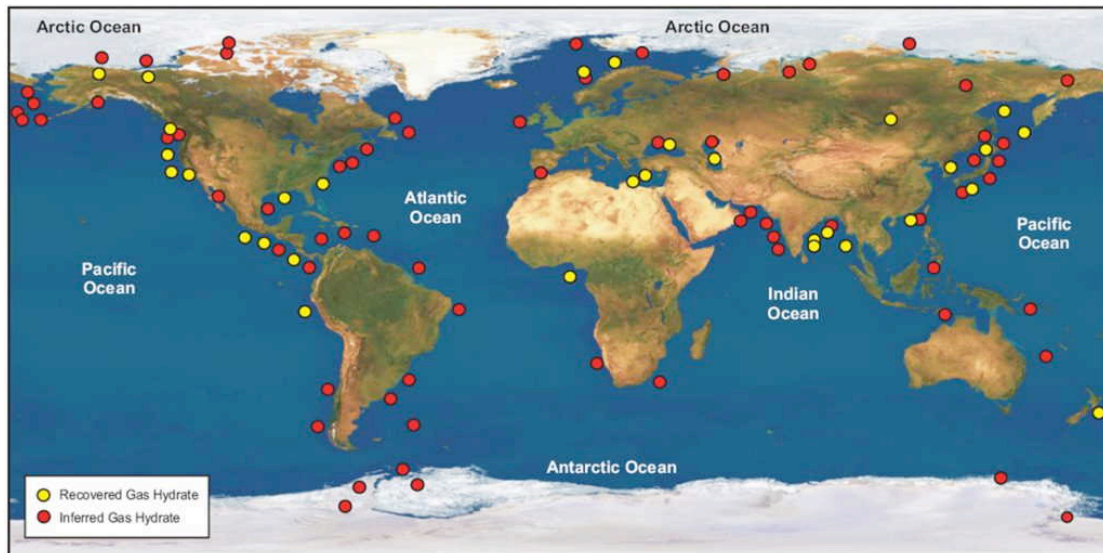 Arctic Ocean
Arctic Ocean
Atlantic
Ocean
Pacific
Ocean
Pacific
Ocean
Indian
Ocean
Antarctic Ocean
Recovered Gas Hydrate
Inferred Gas Hydrate